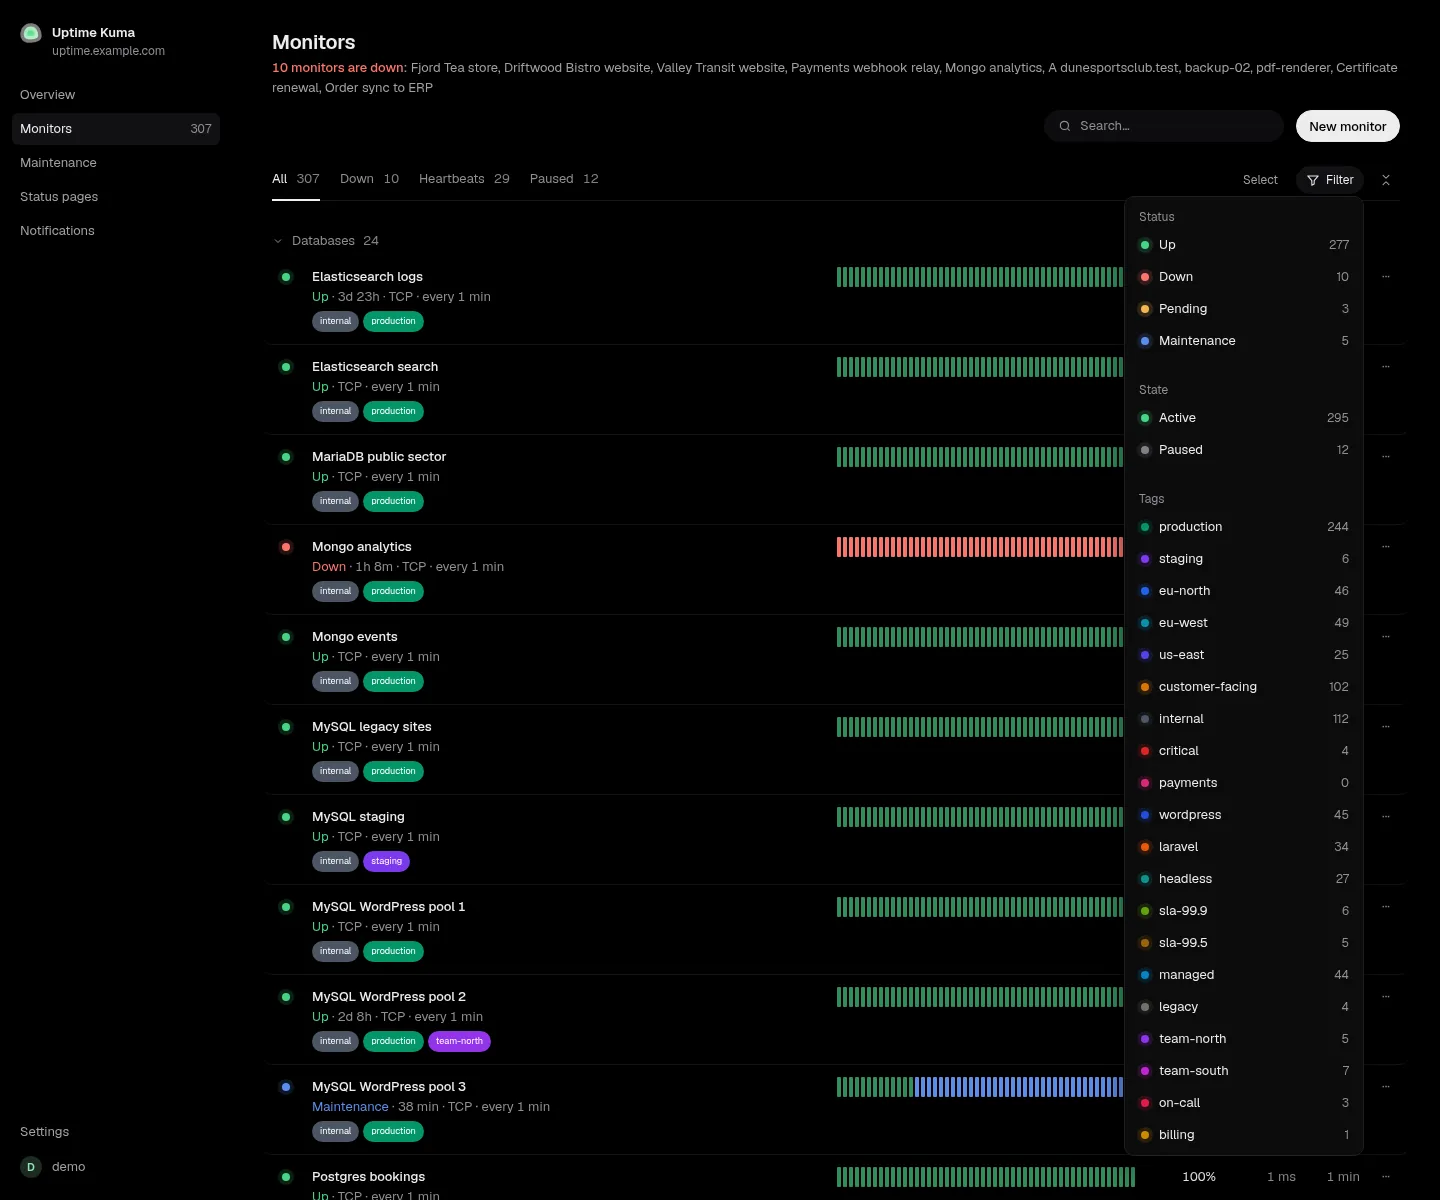 Uptime Kuma
uptime.example.com
Overview
Monitors 307
Maintenance
Status pages
Notifications
Settings
D demo
Monitors
10 monitors are down: Fjord Tea store, Driftwood Bistro website, Valley Transit website, Payments webhook relay, Mongo analytics, A dunesportsclub.test, backup-02, pdf-renderer, Certificate
renewal, Order sync to ERP
Search…
New monitor
All 307 Down 10 Heartbeats 29 Paused 12
Select Filter
Databases 24
Elasticsearch logs
Up · 3d 23h · TCP · every 1 min
internal production
Elasticsearch search
Up · TCP · every 1 min
internal production
MariaDB public sector
Up · TCP · every 1 min
internal production
Mongo analytics
Down · 1h 8m · TCP · every 1 min
internal production
Mongo events
Up · TCP · every 1 min
internal production
MySQL legacy sites
Up · TCP · every 1 min
internal production
MySQL staging
Up · TCP · every 1 min
internal staging
MySQL WordPress pool 1
Up · TCP · every 1 min
internal production
MySQL WordPress pool 2
Up · 2d 8h · TCP · every 1 min
internal production team-north
MySQL WordPress pool 3
Maintenance · 38 min · TCP · every 1 min
internal production
Postgres bookings 100% 1 ms 1 min
Up · TCP · every 1 min
Status
Up 277
Down 10
Pending 3
Maintenance 5
State
Active 295
Paused 12
Tags
production 244
staging 6
eu-north 46
eu-west 49
us-east 25
customer-facing 102
internal 112
critical 4
payments 0
wordpress 45
laravel 34
headless 27
sla-99.9 6
sla-99.5 5
managed 44
legacy 4
team-north 5
team-south 7
on-call 3
billing 1